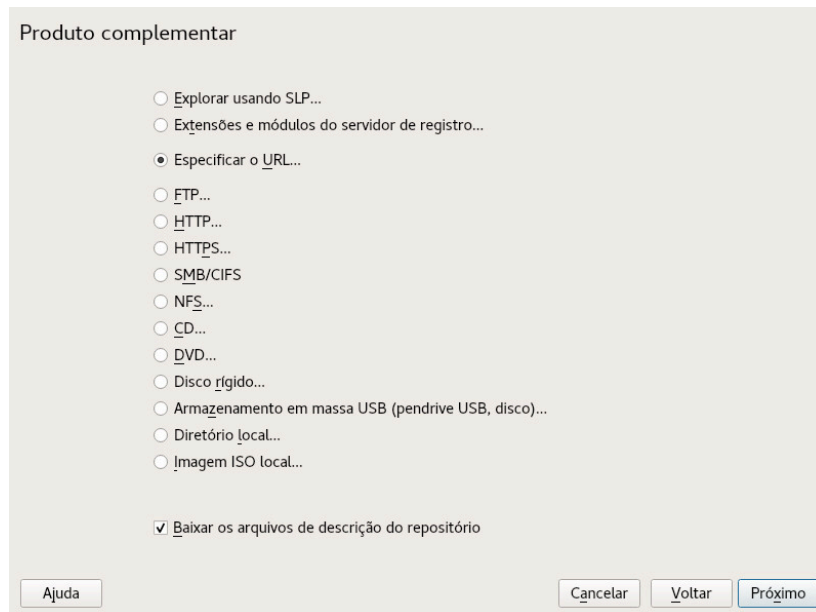 Produto complementar
Explorar usando SLP...
Extensões e módulos do servidor de registro...
Especificar o URL...
FTP...
HTTP...
HTTPS...
SMB/CIFS
NFS...
CD...
DVD...
Disco rígido...
Armazenamento em massa USB (pendrive USB, disco)...
Diretório local...
Imagem ISO local...
Baixar os arquivos de descrição do repositório
Ajuda Cancelar Voltar Próximo